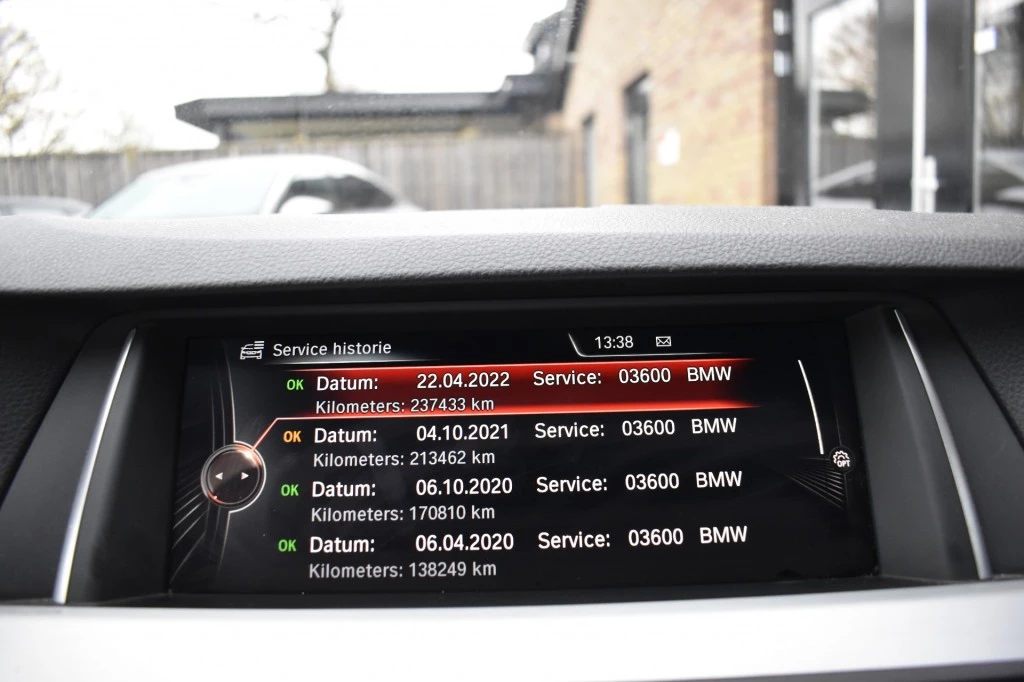 Service historie 13:38
OK Datum: 22.04.2022 Service: 03600 BMW
Kilometers: 237433 km
OK Datum: 04.10.2021 Service: 03600 BMW
Kilometers: 213462 km
OK Datum: 06.10.2020 Service: 03600 BMW
Kilometers: 170810 km
OK Datum: 06.04.2020 Service: 03600 BMW
Kilometers: 138249 km
OPT